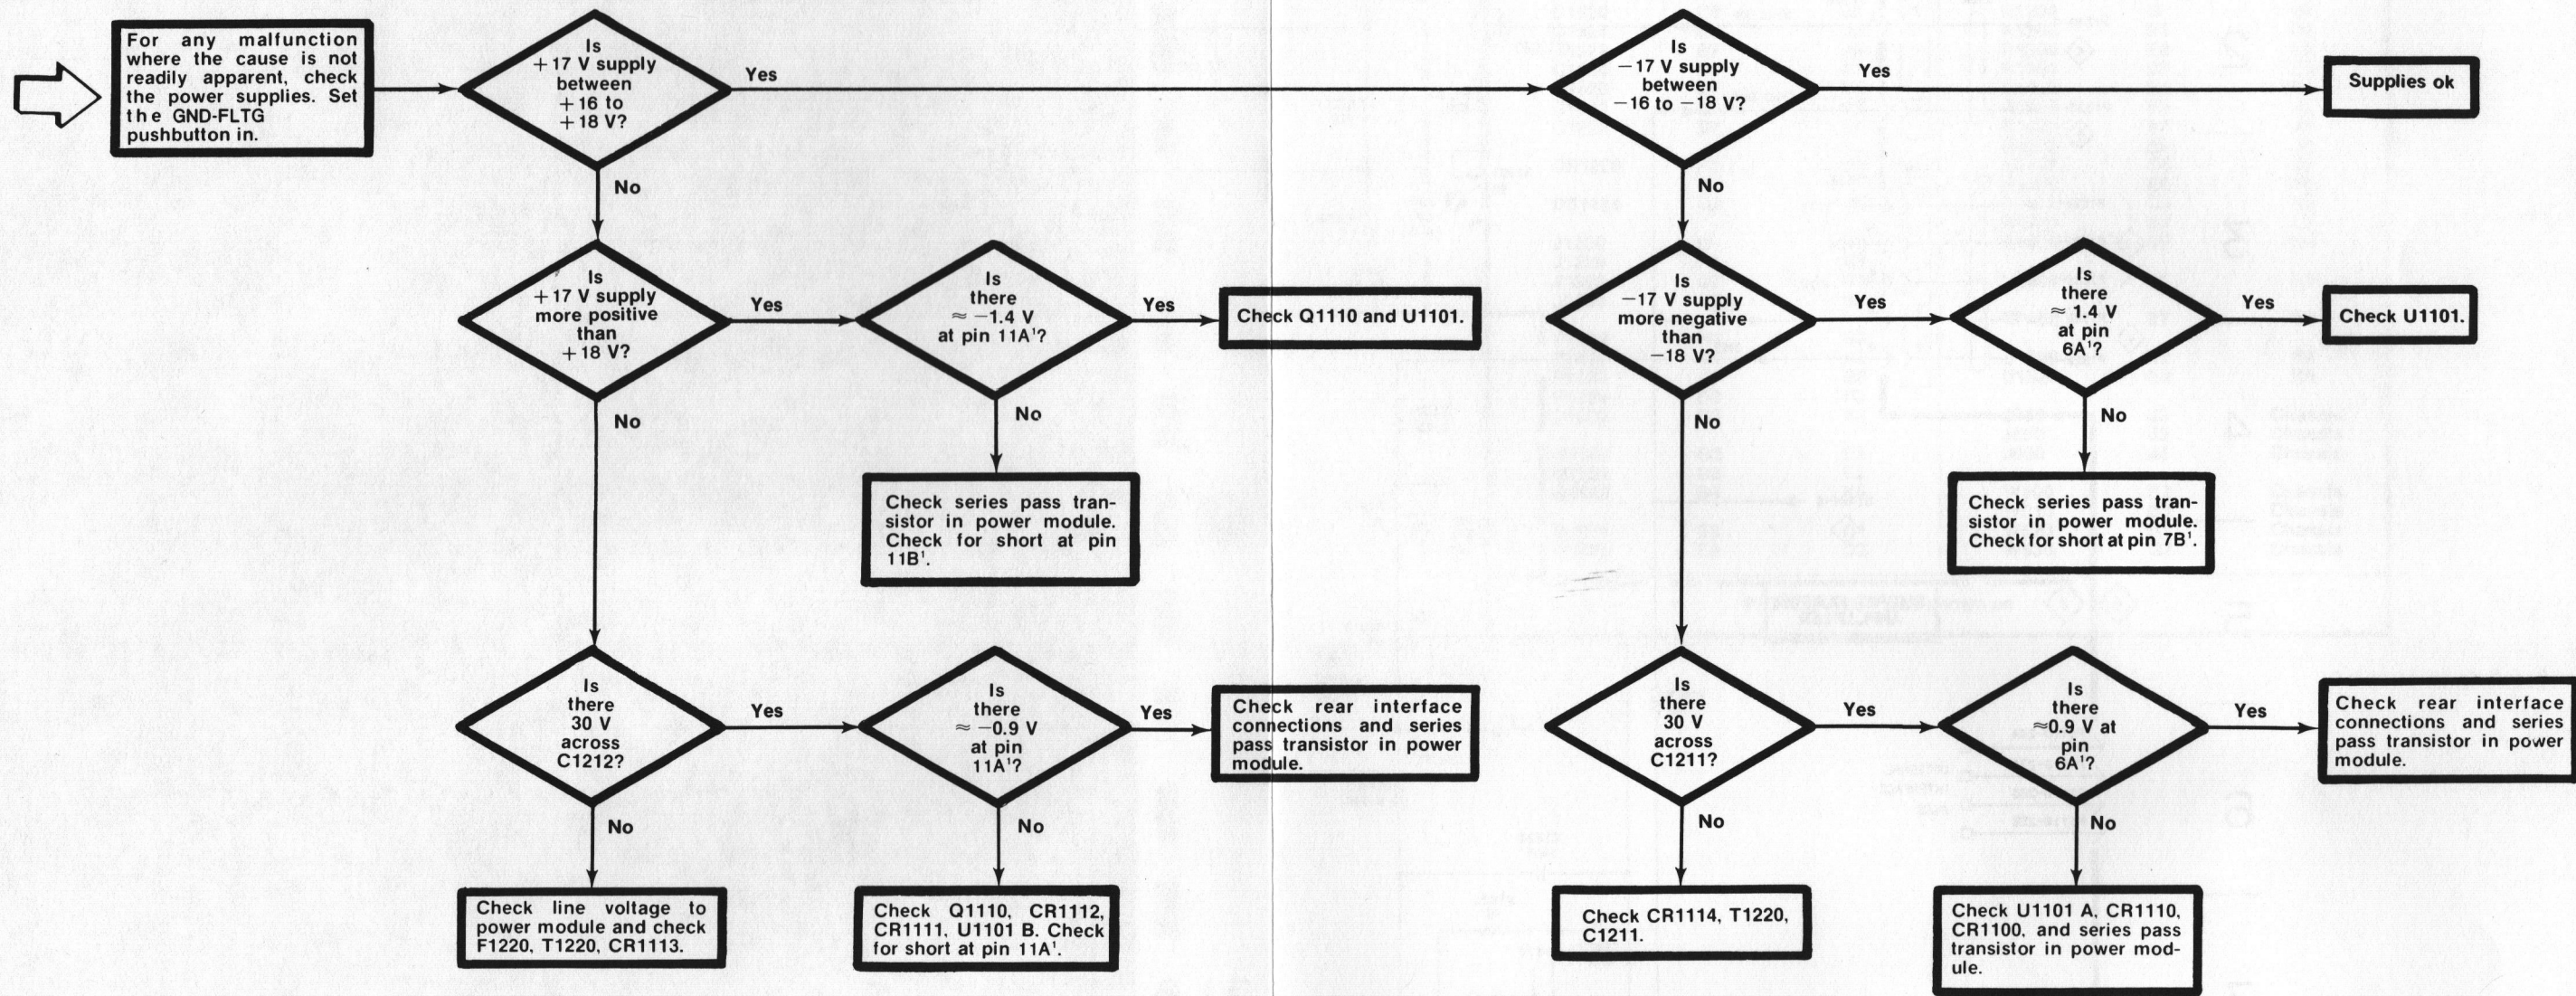 For any malfunction
where the cause is not
readily apparent, check
the power supplies. Set
the GND-FLTG
pushbutton in.
Is
+17 V supply
between
+16 to
+18 V?
Yes
No
Is
−17 V supply
between
−16 to −18 V?
Yes
No
Supplies ok
Is
+17 V supply
more positive
than
+18 V?
Yes
No
Is
there
≈ −1.4 V
at pin 11A¹?
Yes
No
Check Q1110 and U1101.
Check series pass tran-
sistor in power module.
Check for short at pin
11B¹.
Is
−17 V supply
more negative
than
−18 V?
Yes
No
Is
there
≈ 1.4 V
at pin
6A¹?
Yes
No
Check U1101.
Check series pass tran-
sistor in power module.
Check for short at pin 7B¹.
Is
there
30 V
across
C1212?
Yes
No
Is
there
≈ −0.9 V
at pin
11A¹?
Yes
No
Check rear interface
connections and series
pass transistor in power
module.
Check line voltage to
power module and check
F1220, T1220, CR1113.
Check Q1110, CR1112,
CR1111, U1101 B. Check
for short at pin 11A¹.
Is
there
30 V
across
C1211?
Yes
No
Is
there
≈0.9 V at
pin
6A¹?
Yes
No
Check rear interface
connections and series
pass transistor in power
module.
Check CR1114, T1220,
C1211.
Check U1101 A, CR1110,
CR1100, and series pass
transistor in power mod-
ule.